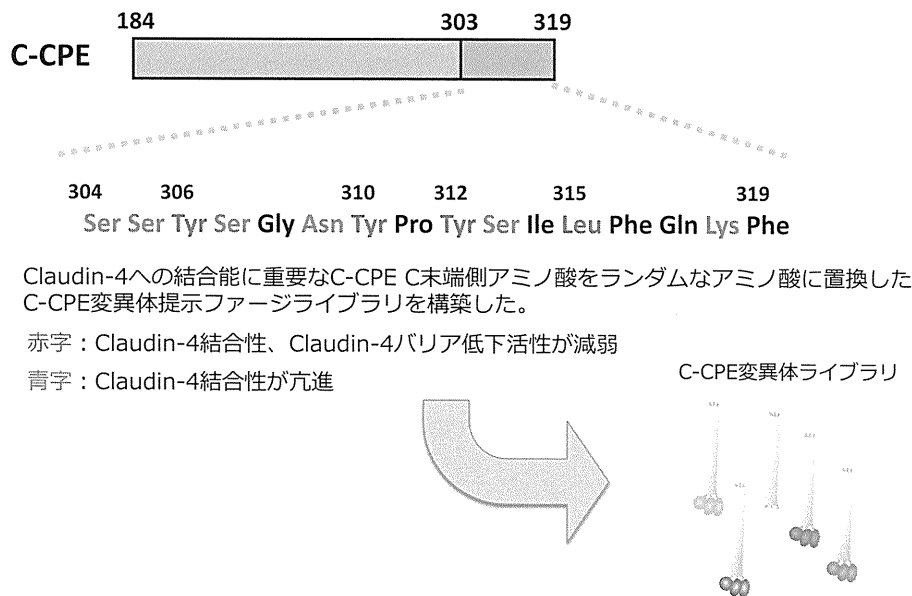 184 303 319
C-CPE
304 306 310 312 315 319
Ser Ser Tyr Ser Gly Asn Tyr Pro Tyr Ser Ile Leu Phe Gln Lys Phe
Claudin-4への結合能に重要なC-CPE C末端側アミノ酸をランダムなアミノ酸に置換した
C-CPE変異体提示ファージライブラリを構築した。
赤字：Claudin-4結合性、Claudin-4バリア低下活性が減弱
青字：Claudin-4結合性が亢進
C-CPE変異体ライブラリ